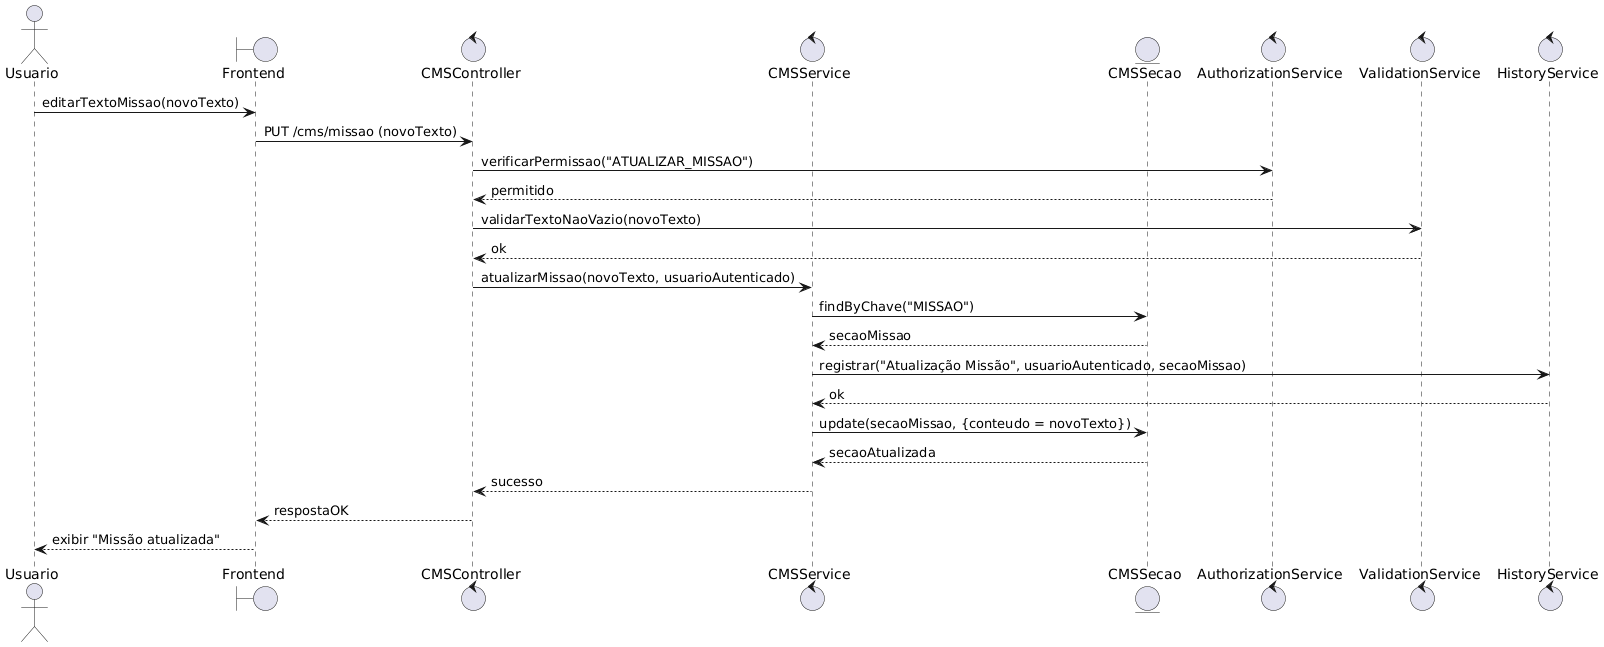 Usuario
Frontend
CMSController
CMSService
CMSSecao
AuthorizationService
ValidationService
HistoryService
editarTextoMissao(novoTexto)
PUT /cms/missao (novoTexto)
verificarPermissao("ATUALIZAR_MISSAO")
permitido
validarTextoNaoVazio(novoTexto)
ok
atualizarMissao(novoTexto, usuarioAutenticado)
findByChave("MISSAO")
secaoMissao
registrar("Atualização Missão", usuarioAutenticado, secaoMissao)
ok
update(secaoMissao, {conteudo = novoTexto})
secaoAtualizada
sucesso
respostaOK
exibir "Missão atualizada"
Usuario
Frontend
CMSController
CMSService
CMSSecao
AuthorizationService
ValidationService
HistoryService